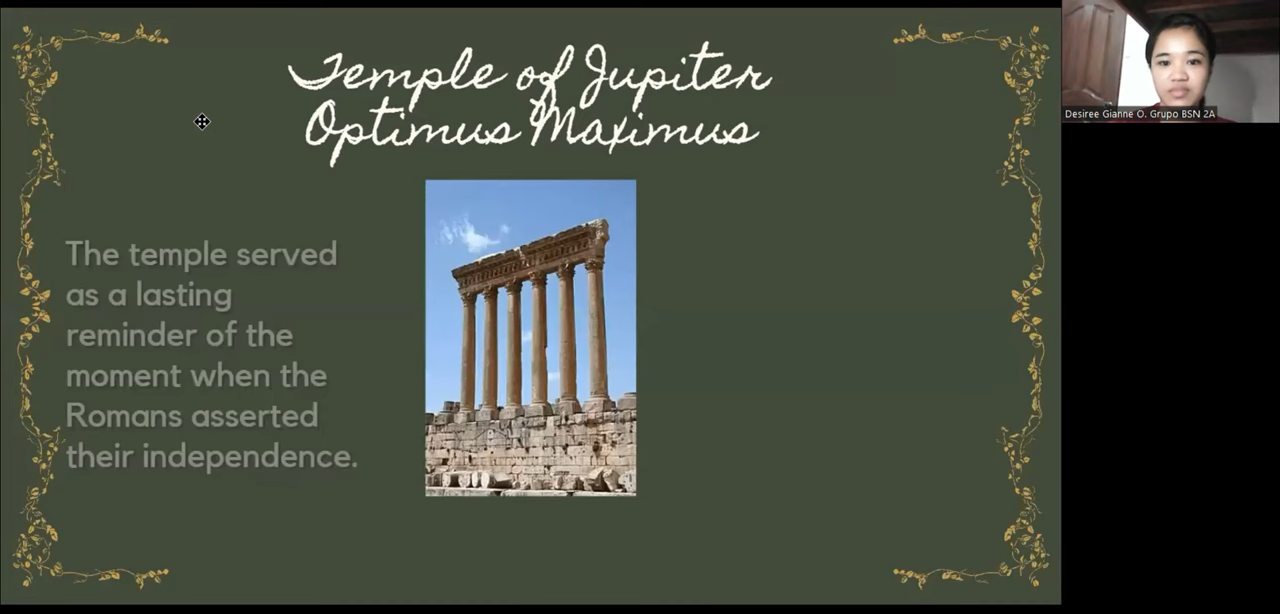 Temple of Jupiter
Optimus Maximus
The temple served
as a lasting
reminder of the
moment when the
Romans asserted
their independence.
Desiree Gianne O. Grupo BSN 2A